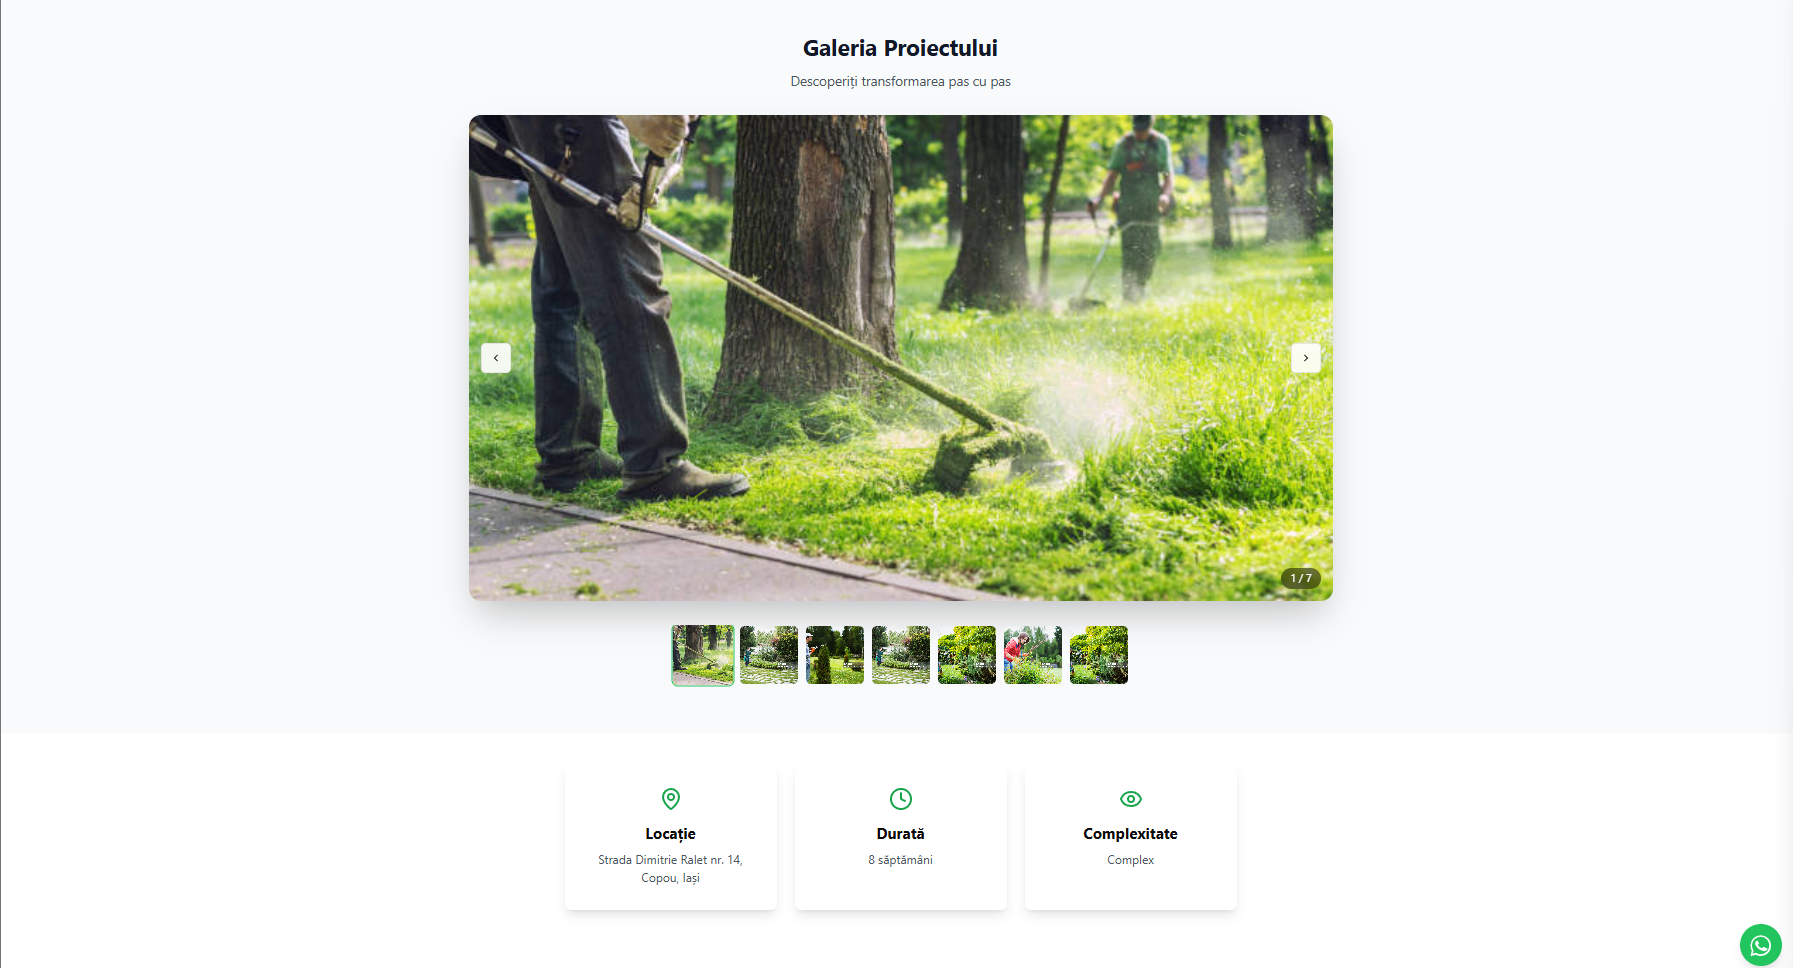 Galeria Proiectului
Descoperiți transformarea pas cu pas
1 / 7
Locație
Strada Dimitrie Ralet nr. 14,
Copou, Iași
Durată
8 săptămâni
Complexitate
Complex